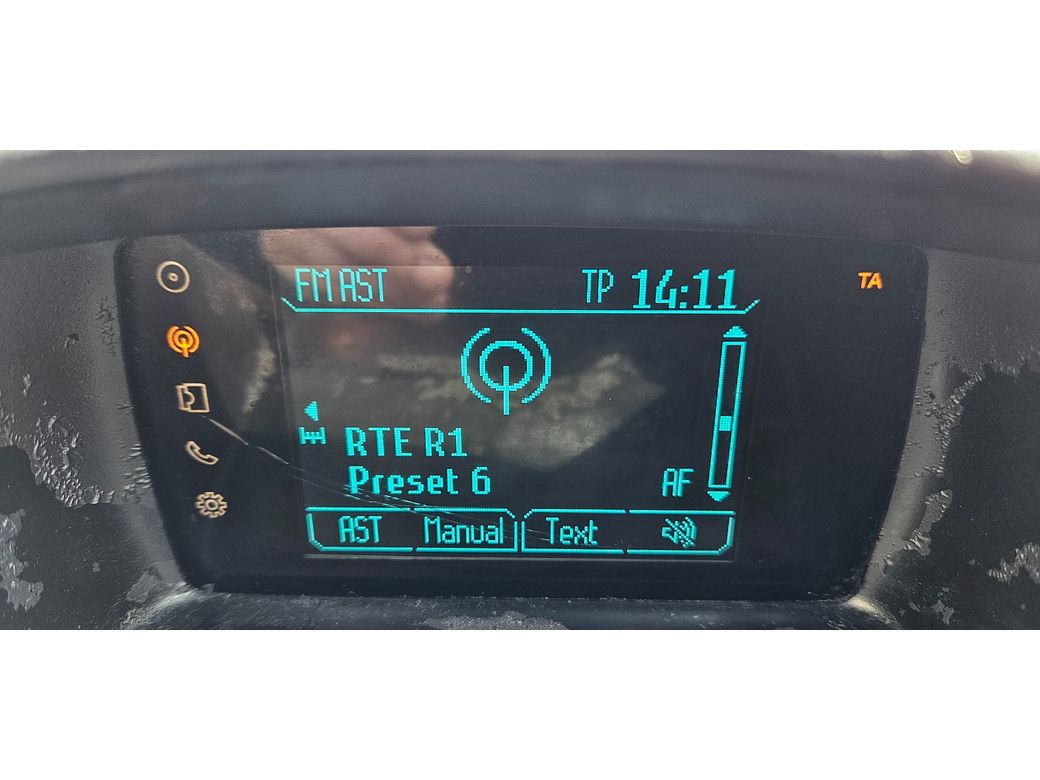 FM AST TP 14:11 TA
RTE R1
Preset 6 AF
AST Manual Text